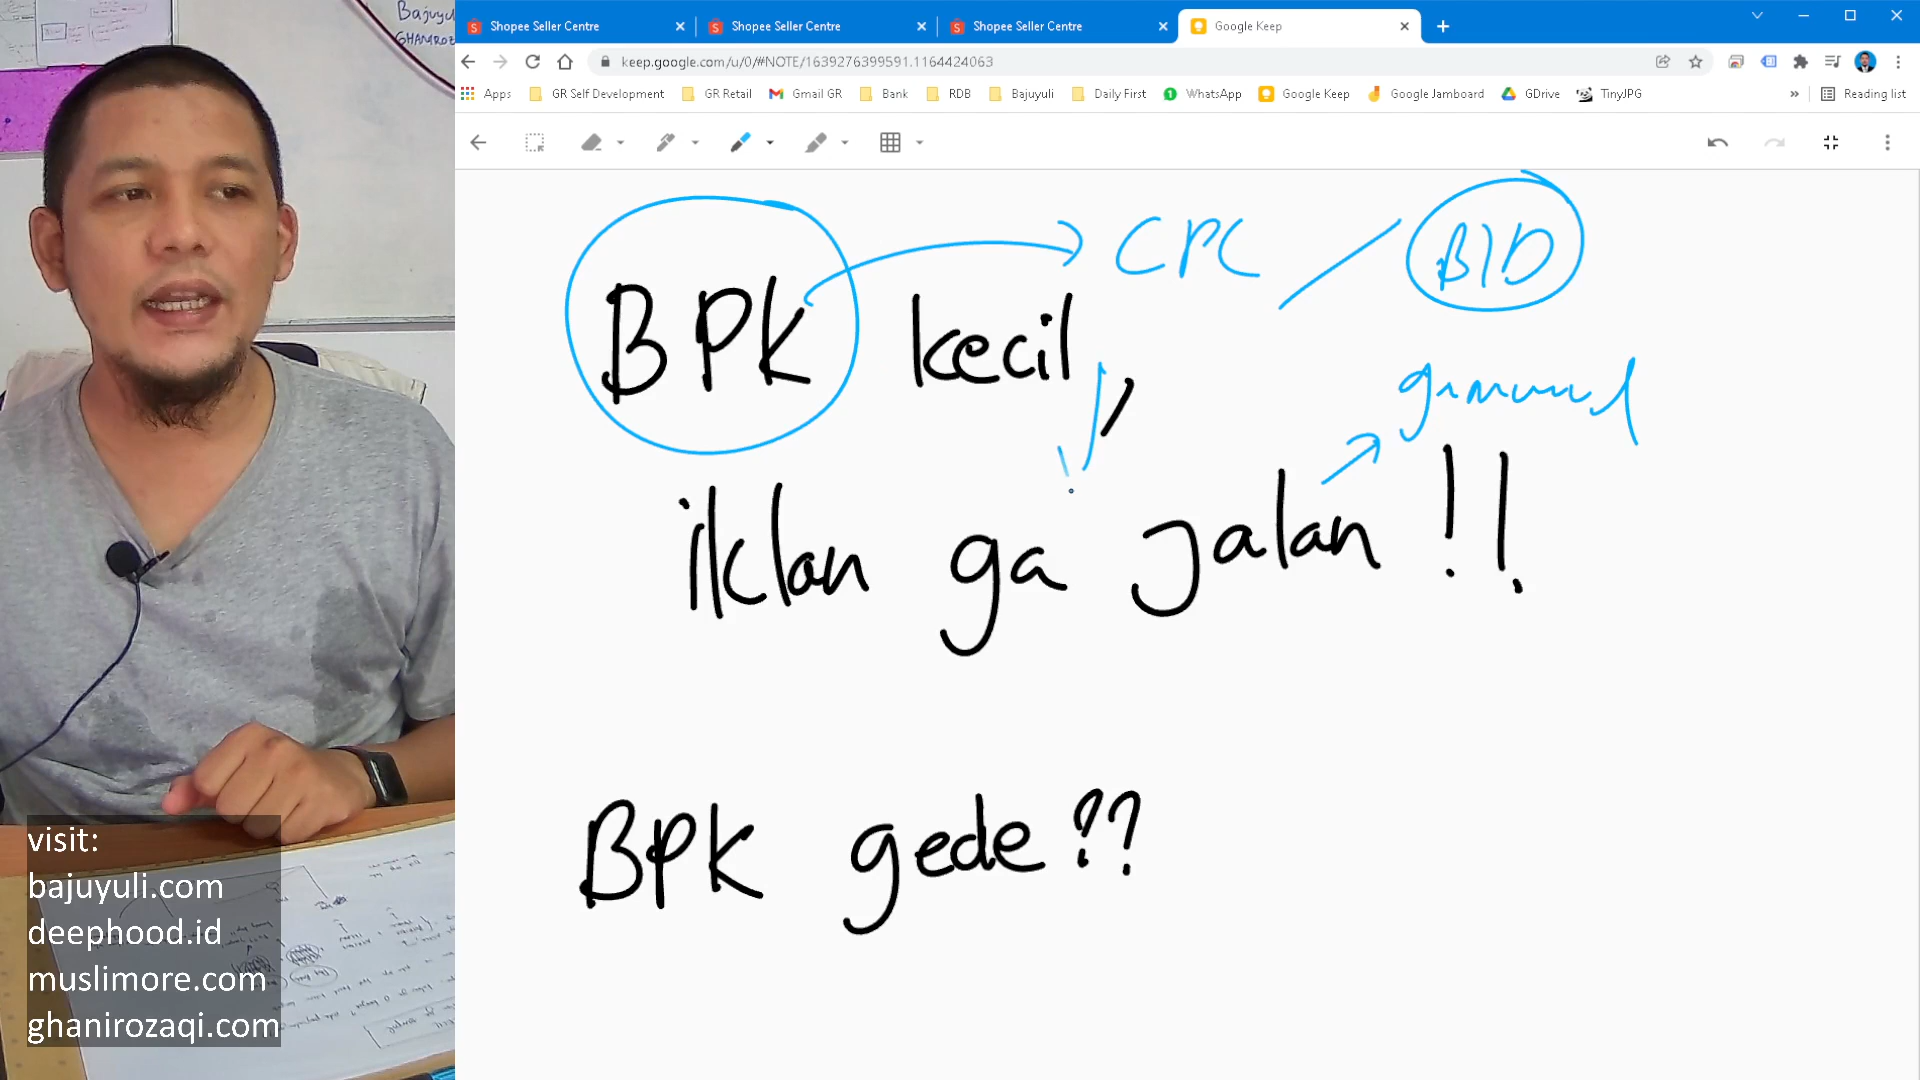 Bajuyu
GHANIROZ
Shopee Seller Centre
Shopee Seller Centre
Shopee Seller Centre
Google Keep
keep.google.com/u/0/#NOTE/1639276399591.1164424063
Apps
GR Self Development
GR Retail
Gmail GR
Bank
RDB
Bajuyuli
Daily First
WhatsApp
Google Keep
Google Jamboard
GDrive
TinyJPG
»
Reading list
CPC / BID
BPK kecil,
iklan ga jalan !!
BPK gede ??
visit:
bajuyuli.com
deephood.id
muslimore.com
ghanirozaqi.com